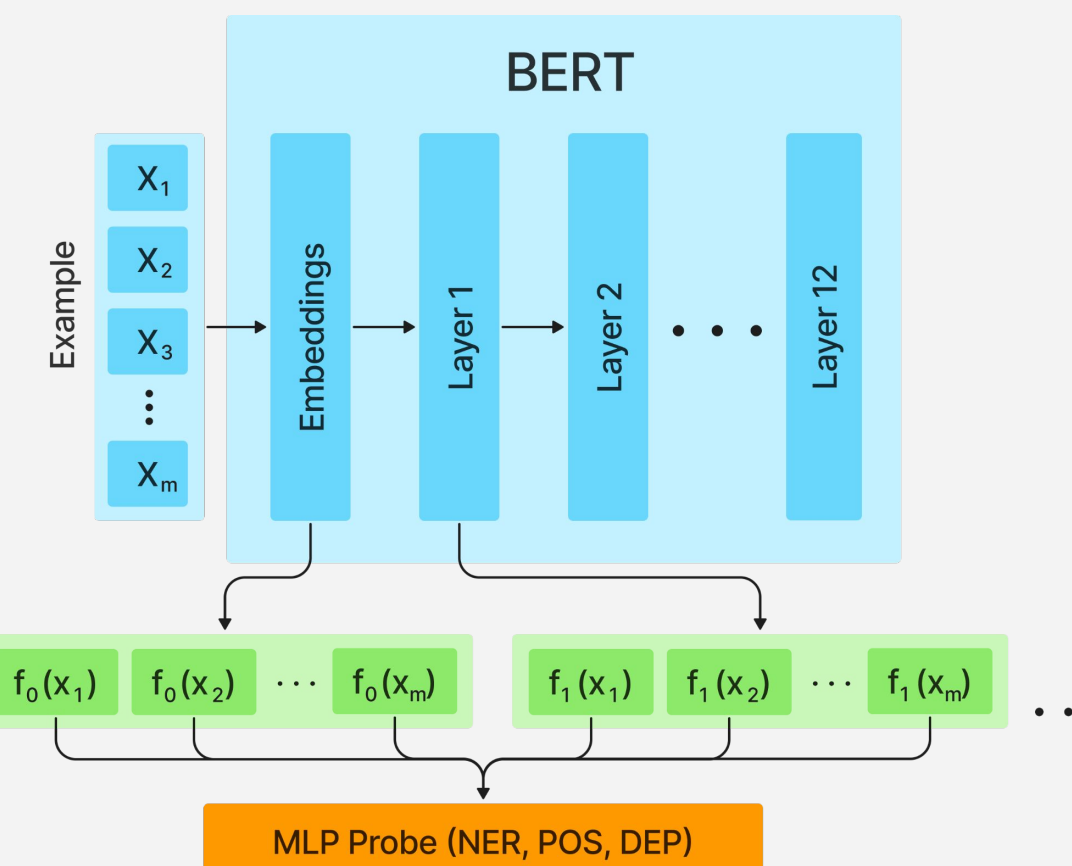 BERT
Example
X₁
X₂
X₃
⋮
Xₘ
Embeddings
Layer 1
Layer 2
• • •
Layer 12
f₀(x₁) f₀(x₂) ··· f₀(xₘ) f₁(x₁) f₁(x₂) ··· f₁(xₘ)
MLP Probe (NER, POS, DEP)